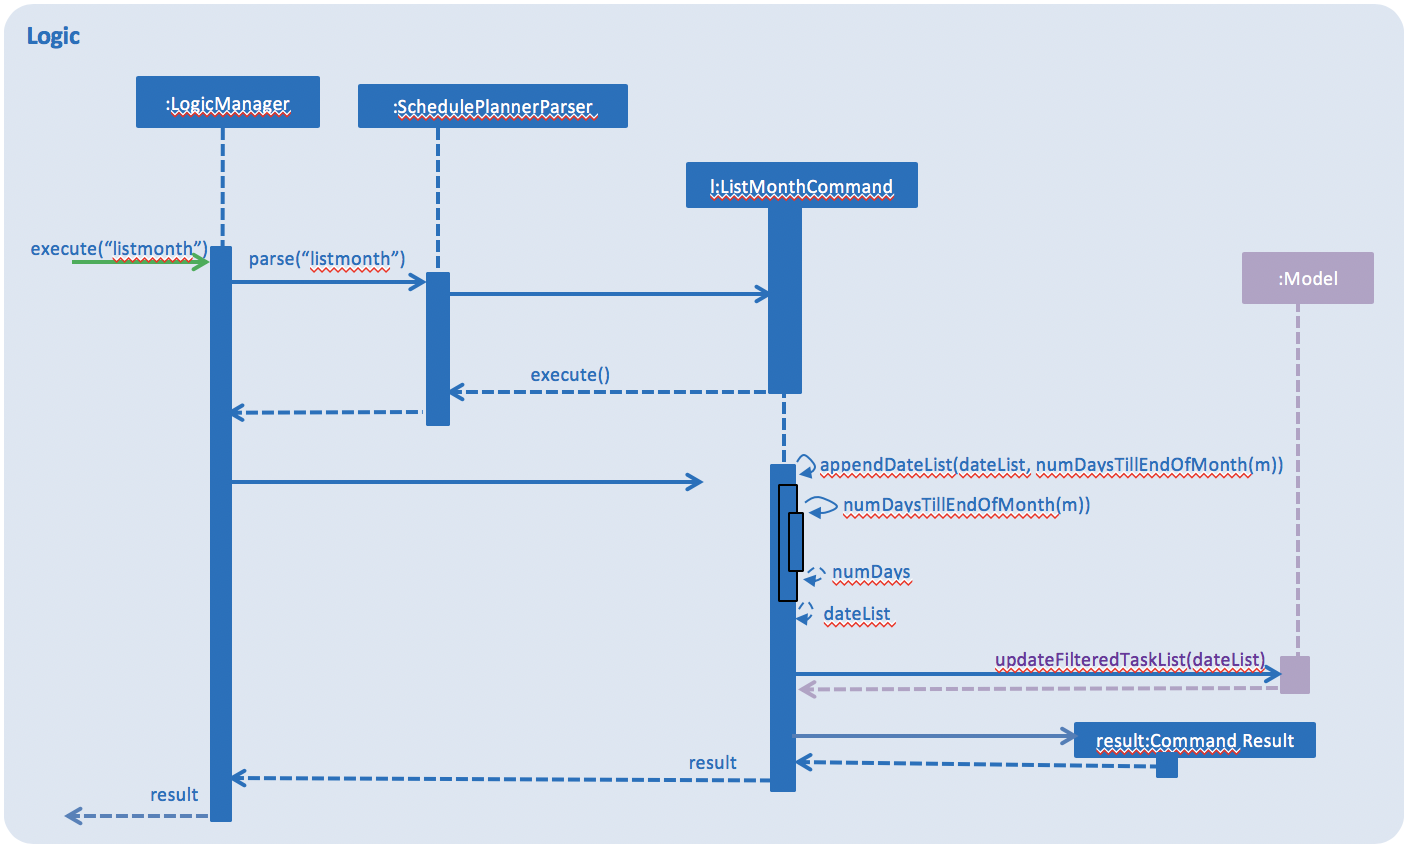 Logic
:LogicManager
:SchedulePlannerParser
l:ListMonthCommand
execute(“listmonth”)
parse(“listmonth”)
:Model
execute()
appendDateList(dateList, numDaysTillEndOfMonth(m))
numDaysTillEndOfMonth(m))
numDays
dateList
updateFilteredTaskList(dateList)
result:Command Result
result
result